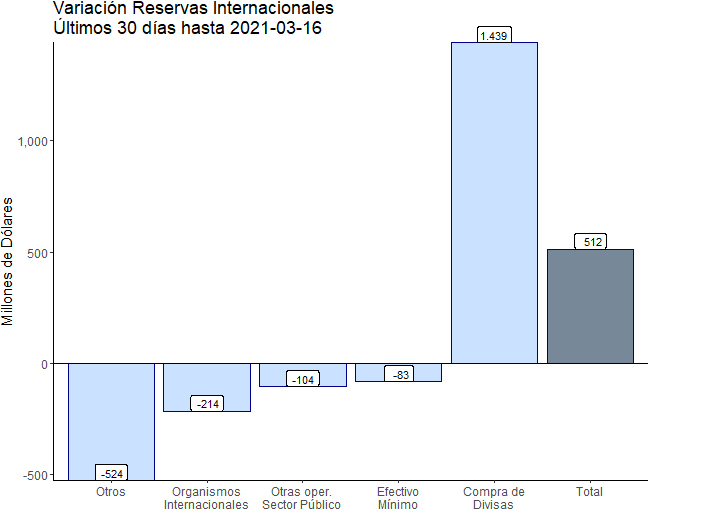 Variación Reservas Internacionales
Últimos 30 días hasta 2021-03-16
Millones de Dólares
1,000
500
0
-500
-524
-214
-104
-83
1.439
512
Otros
Organismos
Internacionales
Otras oper.
Sector Público
Efectivo
Mínimo
Compra de
Divisas
Total